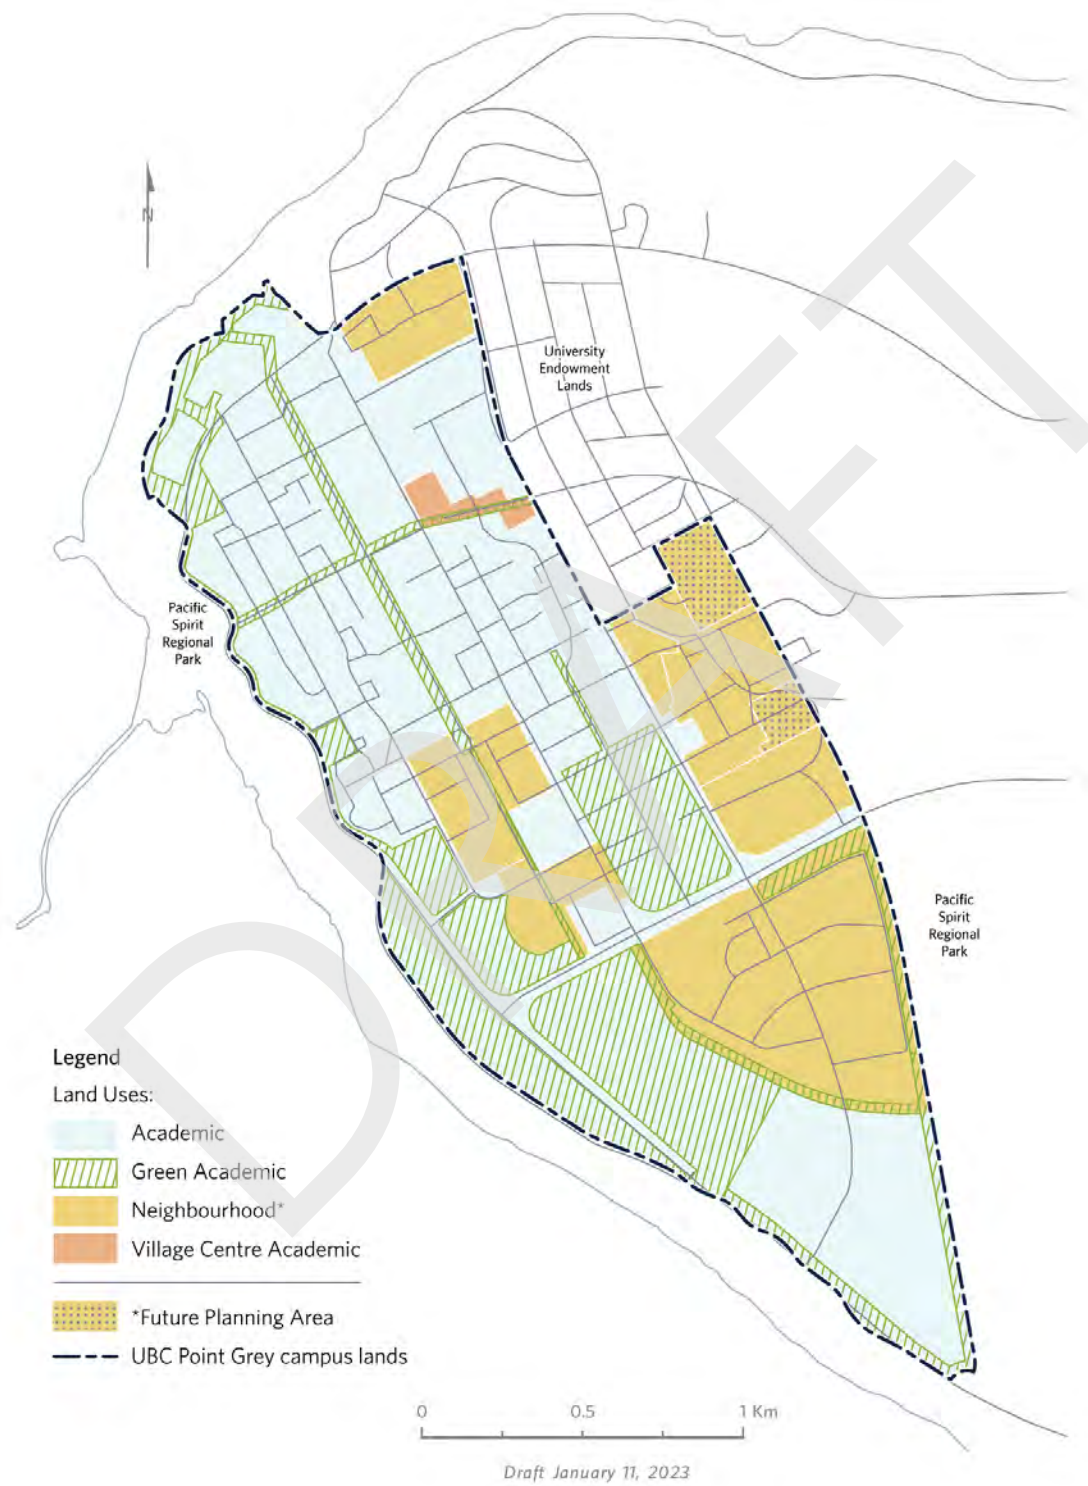 N
University
Endowment
Lands
Pacific
Spirit
Regional
Park
Pacific
Spirit
Regional
Park
DRAFT
Legend
Land Uses:
Academic
Green Academic
Neighbourhood*
Village Centre Academic
*Future Planning Area
UBC Point Grey campus lands
0 0.5 1 Km
Draft January 11, 2023